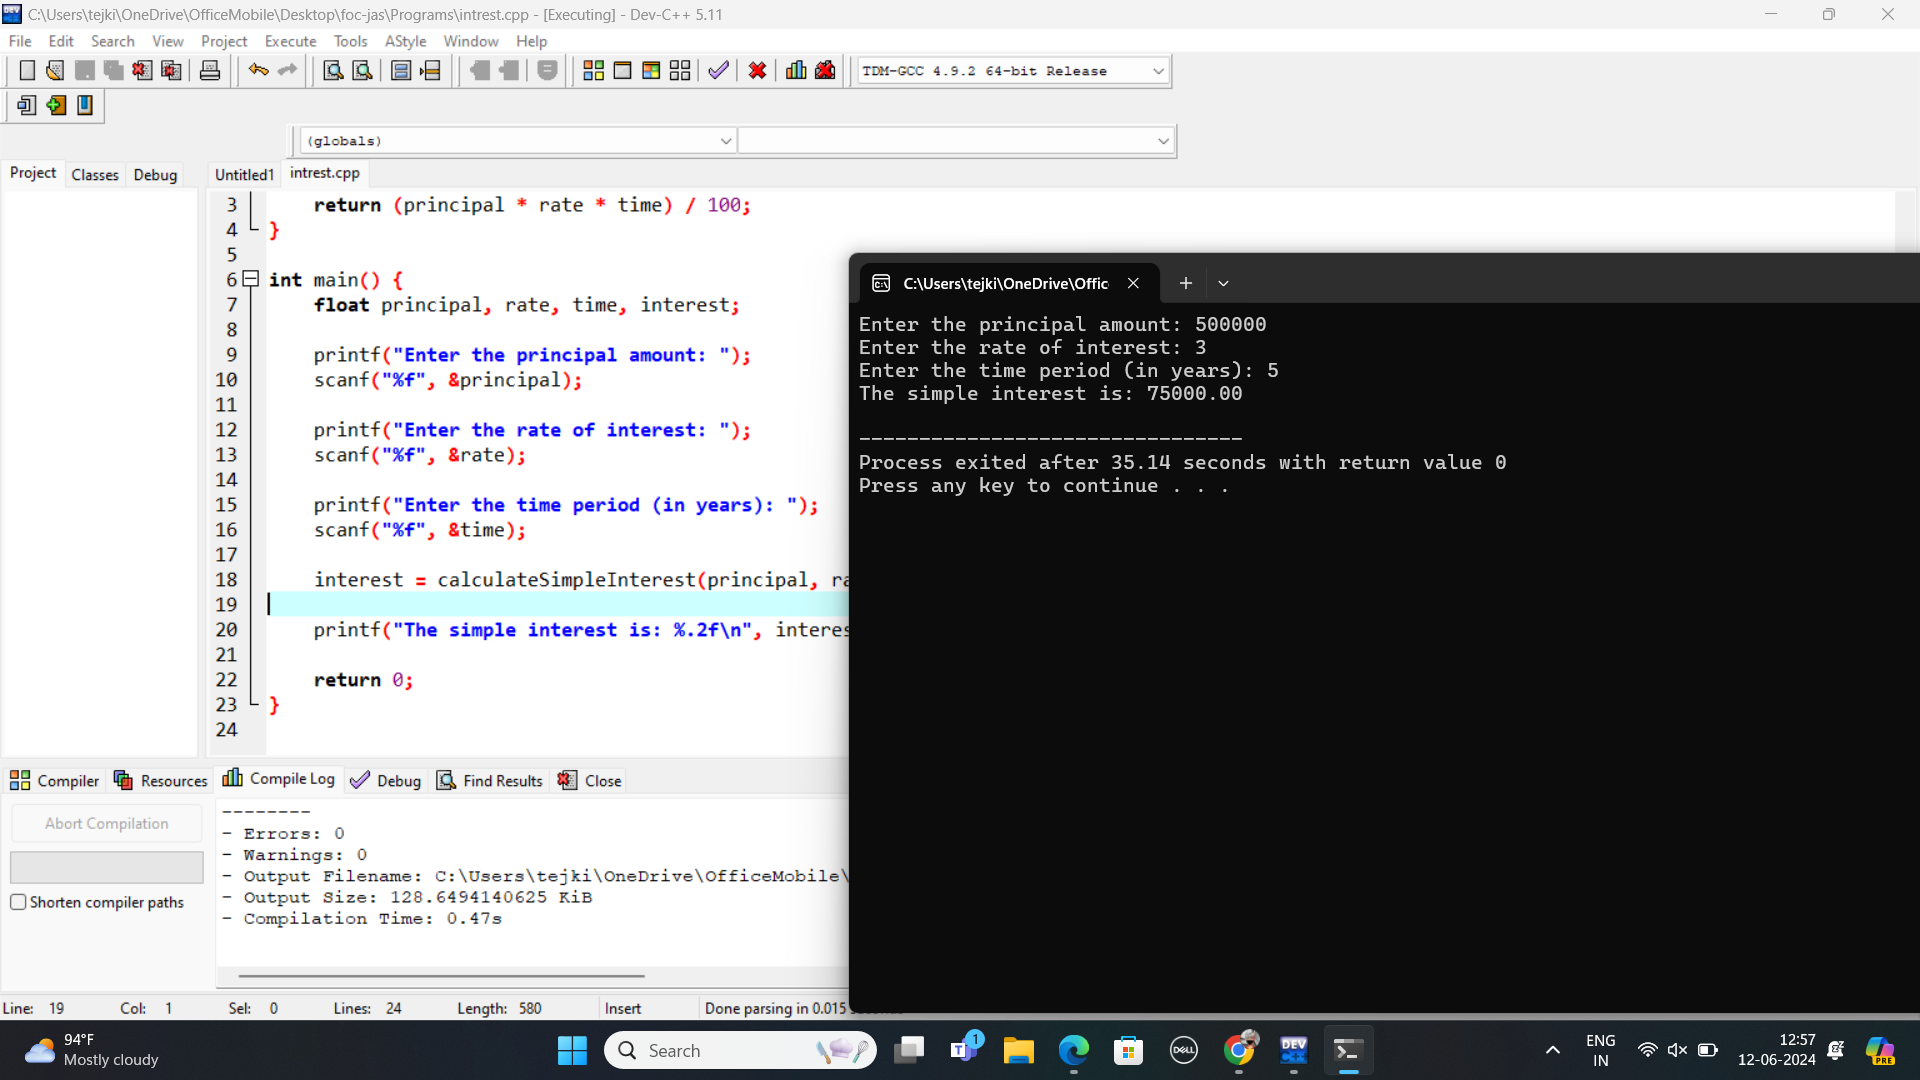 C:\Users\tejki\OneDrive\OfficeMobile\Desktop\foc-jas\Programs\intrest.cpp - [Executing] - Dev-C++ 5.11
File Edit Search View Project Execute Tools AStyle Window Help
TDM-GCC 4.9.2 64-bit Release
(globals)
Project Classes Debug
Untitled1 intrest.cpp
3 return (principal * rate * time) / 100;
4 }
5
6 int main() {
7 float principal, rate, time, interest;
8
9 printf("Enter the principal amount: ");
10 scanf("%f", &principal);
11
12 printf("Enter the rate of interest: ");
13 scanf("%f", &rate);
14
15 printf("Enter the time period (in years): ");
16 scanf("%f", &time);
17
18 interest = calculateSimpleInterest(principal, ra
19
20 printf("The simple interest is: %.2f\n", interes
21
22 return 0;
23 }
24
C:\Users\tejki\OneDrive\Offic
Enter the principal amount: 500000
Enter the rate of interest: 3
Enter the time period (in years): 5
The simple interest is: 75000.00
--------------------------------
Process exited after 35.14 seconds with return value 0
Press any key to continue . . .
Compiler Resources Compile Log Debug Find Results Close
Abort Compilation
Shorten compiler paths
--------
- Errors: 0
- Warnings: 0
- Output Filename: C:\Users\tejki\OneDrive\OfficeMobile\
- Output Size: 128.6494140625 KiB
- Compilation Time: 0.47s
Line: 19 Col: 1 Sel: 0 Lines: 24 Length: 580 Insert Done parsing in 0.015
94°F
Mostly cloudy
Search
1
DELL
DEV
ENG
IN
12:57
12-06-2024
PRE